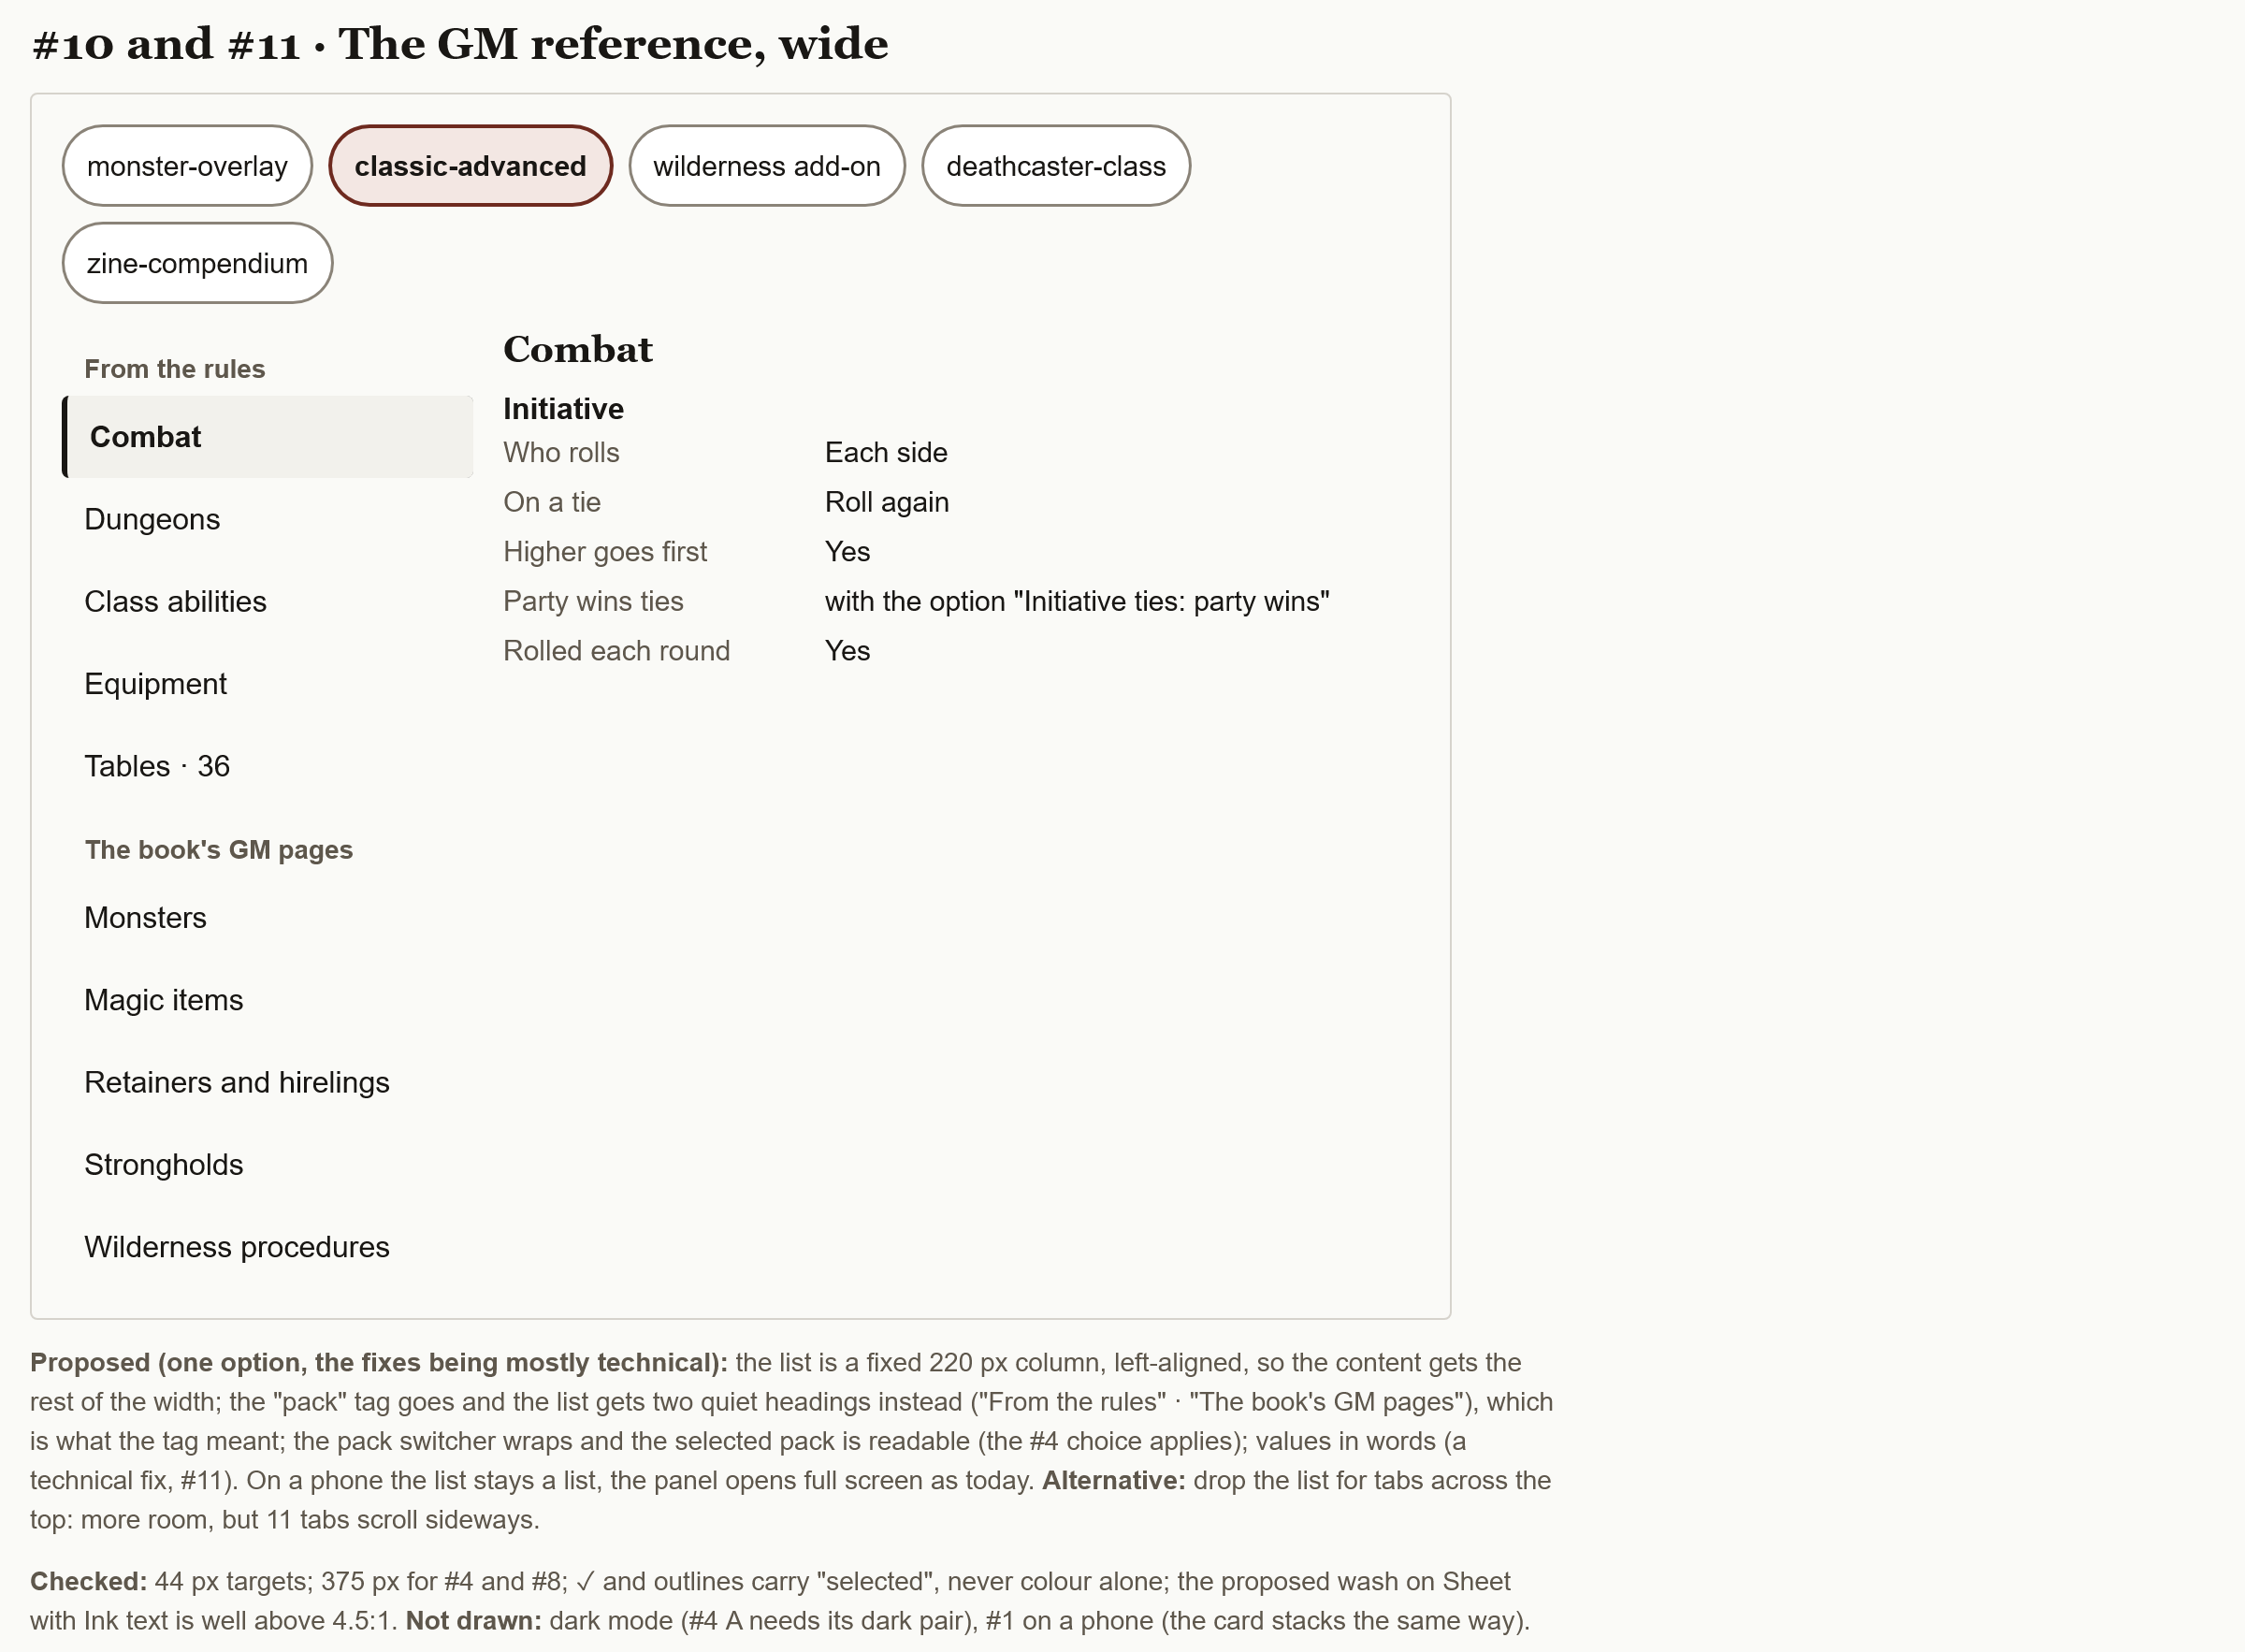 #10 and #11 · The GM reference, wide
monster-overlay
classic-advanced
wilderness add-on
deathcaster-class
zine-compendium
From the rules
Combat
Dungeons
Class abilities
Equipment
Tables · 36
The book's GM pages
Monsters
Magic items
Retainers and hirelings
Strongholds
Wilderness procedures
Combat
Initiative
Who rolls Each side
On a tie Roll again
Higher goes first Yes
Party wins ties with the option "Initiative ties: party wins"
Rolled each round Yes
Proposed (one option, the fixes being mostly technical): the list is a fixed 220 px column, left-aligned, so the content gets the
rest of the width; the "pack" tag goes and the list gets two quiet headings instead ("From the rules" · "The book's GM pages"), which
is what the tag meant; the pack switcher wraps and the selected pack is readable (the #4 choice applies); values in words (a
technical fix, #11). On a phone the list stays a list, the panel opens full screen as today. Alternative: drop the list for tabs across the
top: more room, but 11 tabs scroll sideways.
Checked: 44 px targets; 375 px for #4 and #8; ✓ and outlines carry "selected", never colour alone; the proposed wash on Sheet
with Ink text is well above 4.5:1. Not drawn: dark mode (#4 A needs its dark pair), #1 on a phone (the card stacks the same way).